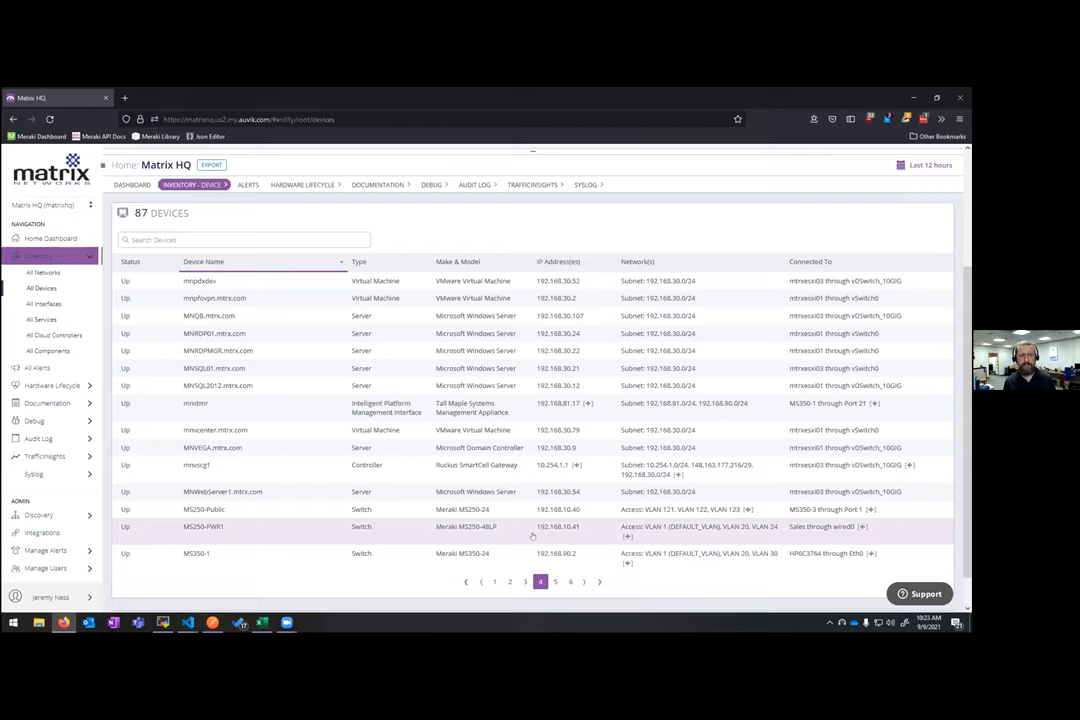 Matrix HQ
https://matrixhq.us2.my.auvik.com/#entity/root/devices
Meraki Dashboard Meraki API Docs Meraki Library Json Editor Other Bookmarks
matrix
NETWORKS
Home: Matrix HQ EXPORT Last 12 hours
DASHBOARD INVENTORY - DEVICE ALERTS HARDWARE LIFECYCLE DOCUMENTATION DEBUG AUDIT LOG TRAFFICINSIGHTS SYSLOG
Matrix HQ (matrixhq)
NAVIGATION
Home Dashboard
Inventory
All Networks
All Devices
All Interfaces
All Services
All Cloud Controllers
All Components
All Alerts
Hardware Lifecycle
Documentation
Debug
Audit Log
TrafficInsights
Syslog
ADMIN
Discovery
Integrations
Manage Alerts
Manage Users
Jeremy Ness
87 DEVICES
Search Devices
Status Device Name Type Make & Model IP Address(es) Network(s) Connected To
Up mnpdxdev Virtual Machine VMware Virtual Machine 192.168.30.52 Subnet: 192.168.30.0/24 mtrxesxi03 through vDSwitch_10GIG
Up mnpfovpn.mtrx.com Virtual Machine VMware Virtual Machine 192.168.30.2 Subnet: 192.168.30.0/24 mtrxesxi03 through vSwitch0
Up MNQB.mtrx.com Server Microsoft Windows Server 192.168.30.107 Subnet: 192.168.30.0/24 mtrxesxi03 through vDSwitch_10GIG
Up MNRDP01.mtrx.com Server Microsoft Windows Server 192.168.30.24 Subnet: 192.168.30.0/24 mtrxesxi01 through vSwitch0
Up MNRDPMGR.mtrx.com Server Microsoft Windows Server 192.168.30.22 Subnet: 192.168.30.0/24 mtrxesxi01 through vSwitch0
Up MNSQL01.mtrx.com Server Microsoft Windows Server 192.168.30.21 Subnet: 192.168.30.0/24 mtrxesxi01 through vSwitch0
Up MNSQL2012.mtrx.com Server Microsoft Windows Server 192.168.30.12 Subnet: 192.168.30.0/24 mtrxesxi03 through vDSwitch_10GIG
Up mnstmr Inteligent Platform Management Interface Tall Maple Systems Management Appliance 192.168.81.17 [+] Subnet: 192.168.81.0/24, 192.168.90.0/24 MS350-1 through Port 21 [+]
Up mnvcenter.mtrx.com Virtual Machine VMware Virtual Machine 192.168.30.79 Subnet: 192.168.30.0/24 mtrxesxi01 through vDSwitch_10GIG
Up MNVEGA.mtrx.com Server Microsoft Domain Controller 192.168.30.9 Subnet: 192.168.30.0/24 mtrxesxi03 through vDSwitch_10GIG
Up mnvscg1 Controller Ruckus SmartCell Gateway 10.254.1.1 [+] Subnet: 10.254.1.0/24, 148.163.177.216/29, 192.168.30.0/24 [+] mtrxesxi03 through vDSwitch_10GIG [+]
Up MNWebServer1.mtrx.com Server Microsoft Windows Server 192.168.30.54 Subnet: 192.168.30.0/24 mtrxesxi03 through vDSwitch_10GIG
Up MS250-Public Switch Meraki MS250-24 192.168.10.40 Access: VLAN 121, VLAN 122, VLAN 123 [+] MS350-3 through Port 1 [+]
Up MS250-PWR1 Switch Meraki MS250-48LP 192.168.10.41 Access: VLAN 1 (DEFAULT_VLAN), VLAN 20, VLAN 24 [+] Sales through wired0 [+]
Up MS350-1 Switch Meraki MS350-24 192.168.90.2 Access: VLAN 1 (DEFAULT_VLAN), VLAN 20, VLAN 30 [+] HP6C3764 through Eth0 [+]
1 2 3 4 5 6
Support
10:23 AM
9/9/2021